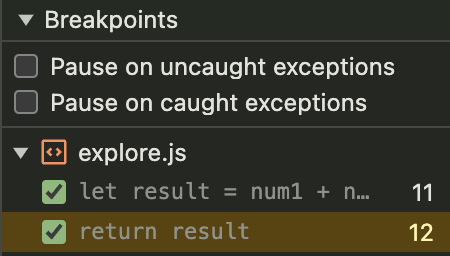 Breakpoints
Pause on uncaught exceptions
Pause on caught exceptions
explore.js
let result = num1 + n… 11
return result 12